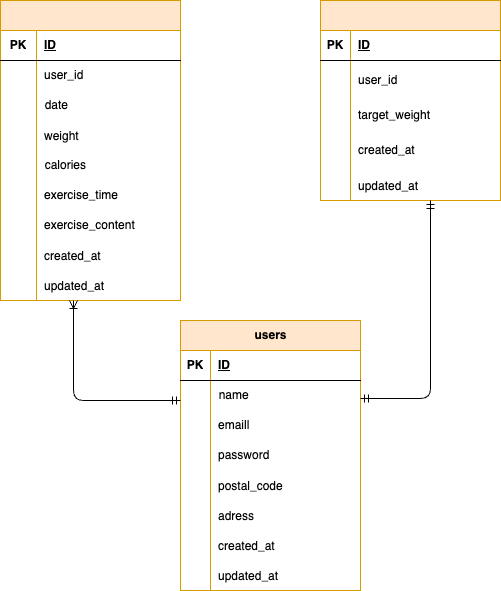 PK ID
user_id
date
weight
calories
exercise_time
exercise_content
created_at
updated_at
PK ID
user_id
target_weight
created_at
updated_at
users
PK ID
name
emaill
password
postal_code
adress
created_at
updated_at